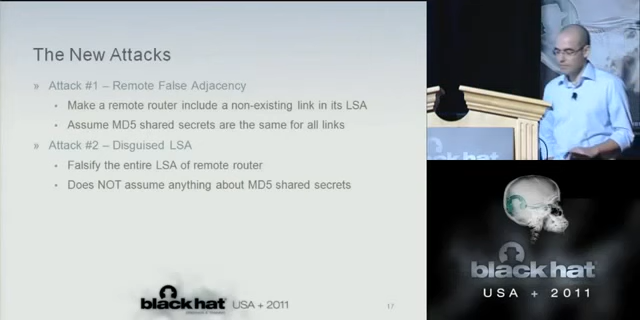 The New Attacks
» Attack #1 – Remote False Adjacency
• Make a remote router include a non-existing link in its LSA
• Assume MD5 shared secrets are the same for all links
» Attack #2 – Disguised LSA
• Falsify the entire LSA of remote router
• Does NOT assume anything about MD5 shared secrets
black hat USA + 2011
17
black hat
black hat
USA + 2011